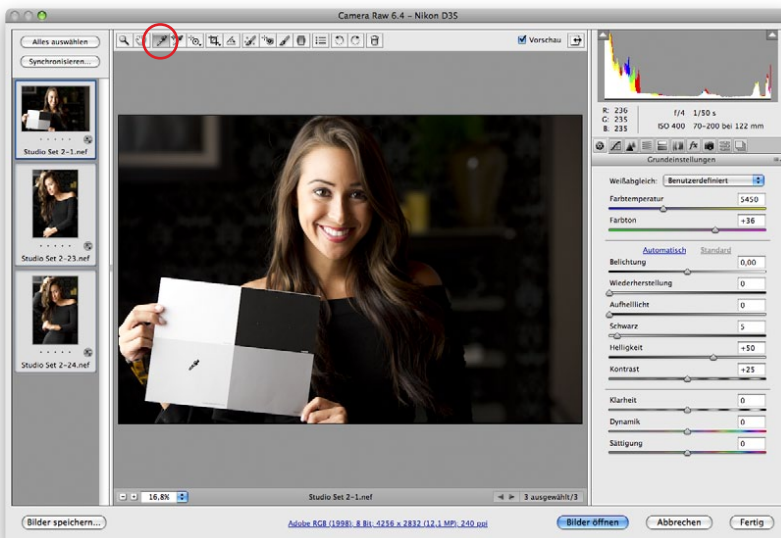 Camera Raw 6.4 – Nikon D3S
Alles auswählen
Synchronisieren...
Studio Set 2-1.nef
Studio Set 2-23.nef
Studio Set 2-24.nef
Vorschau
R: 236
G: 235
B: 235
f/4 1/50 s
ISO 400 70-200 bei 122 mm
Grundeinstellungen
Weißabgleich: Benutzerdefiniert
Farbtemperatur 5450
Farbton +36
Automatisch Standard
Belichtung 0,00
Wiederherstellung 0
Aufhelllicht 0
Schwarz 5
Helligkeit +50
Kontrast +25
Klarheit 0
Dynamik 0
Sättigung 0
16.8% Studio Set 2-1.nef 3 ausgewählt/3
Bilder speichern... Adobe RGB (1998); 8 Bit; 4256 x 2832 (12,1 MP); 240 ppi Bilder öffnen Abbrechen Fertig